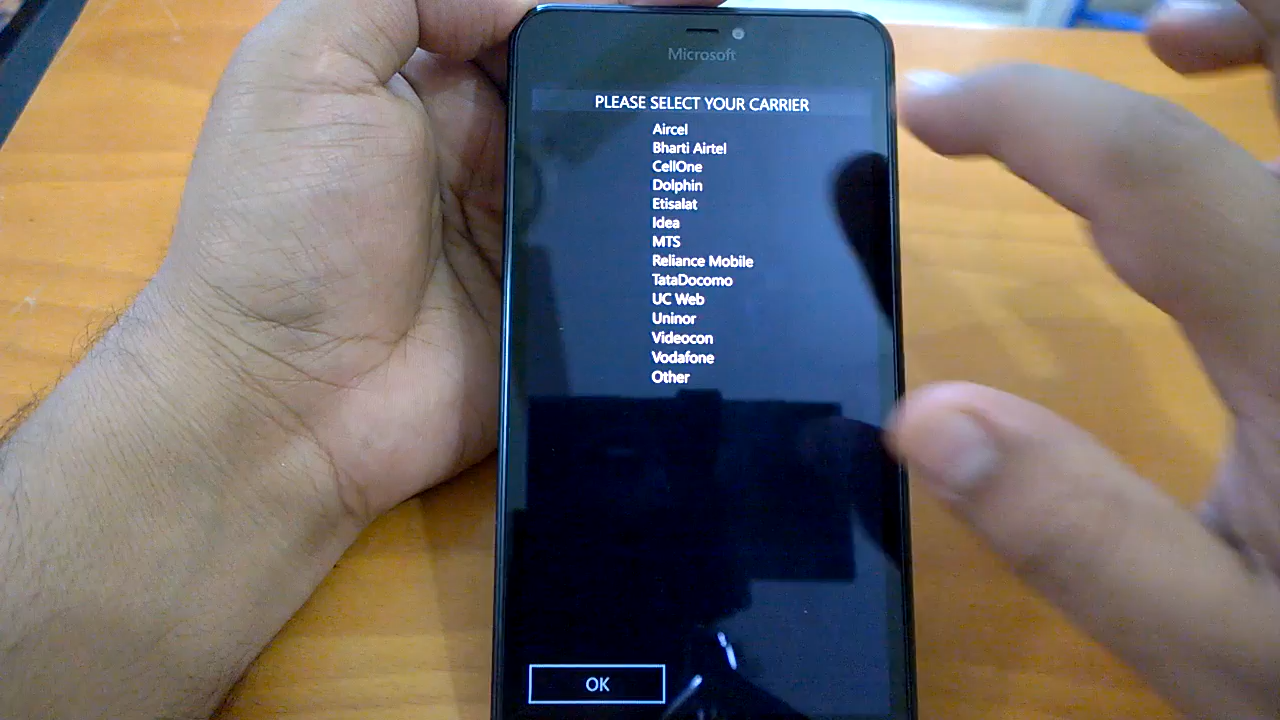 Microsoft
PLEASE SELECT YOUR CARRIER
Aircel
Bharti Airtel
CellOne
Dolphin
Etisalat
Idea
MTS
Reliance Mobile
TataDocomo
UC Web
Uninor
Videocon
Vodafone
Other
OK